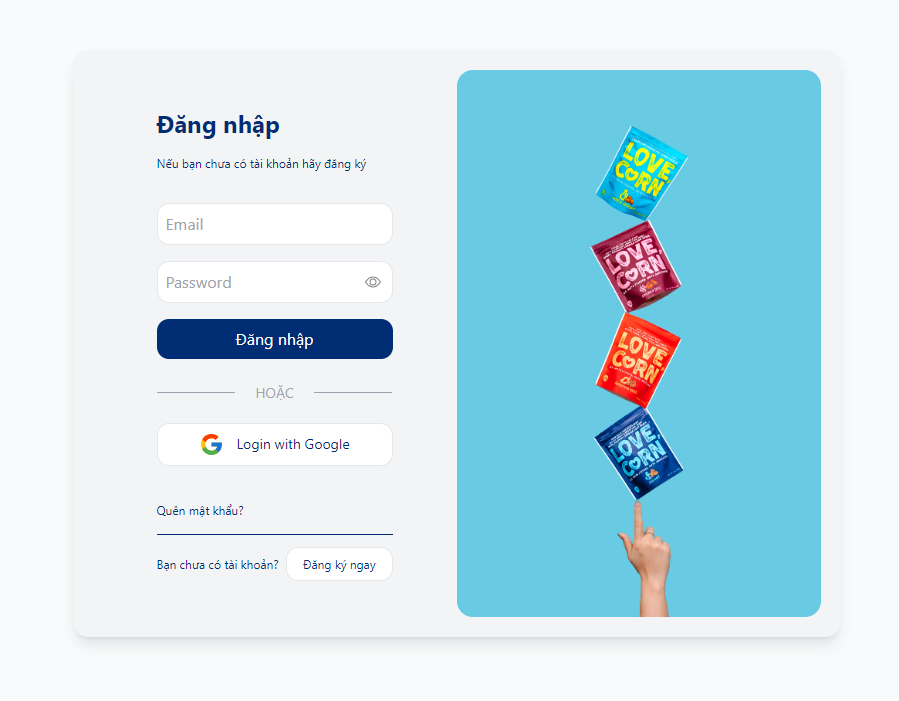 Đăng nhập
Nếu bạn chưa có tài khoản hãy đăng ký
Email
Password
Đăng nhập
HOẶC
Login with Google
Quên mật khẩu?
Bạn chưa có tài khoản?
Đăng ký ngay
LOVE,
CORN
LOVE,
CORN
LOVE,
CORN
LOVE,
CORN